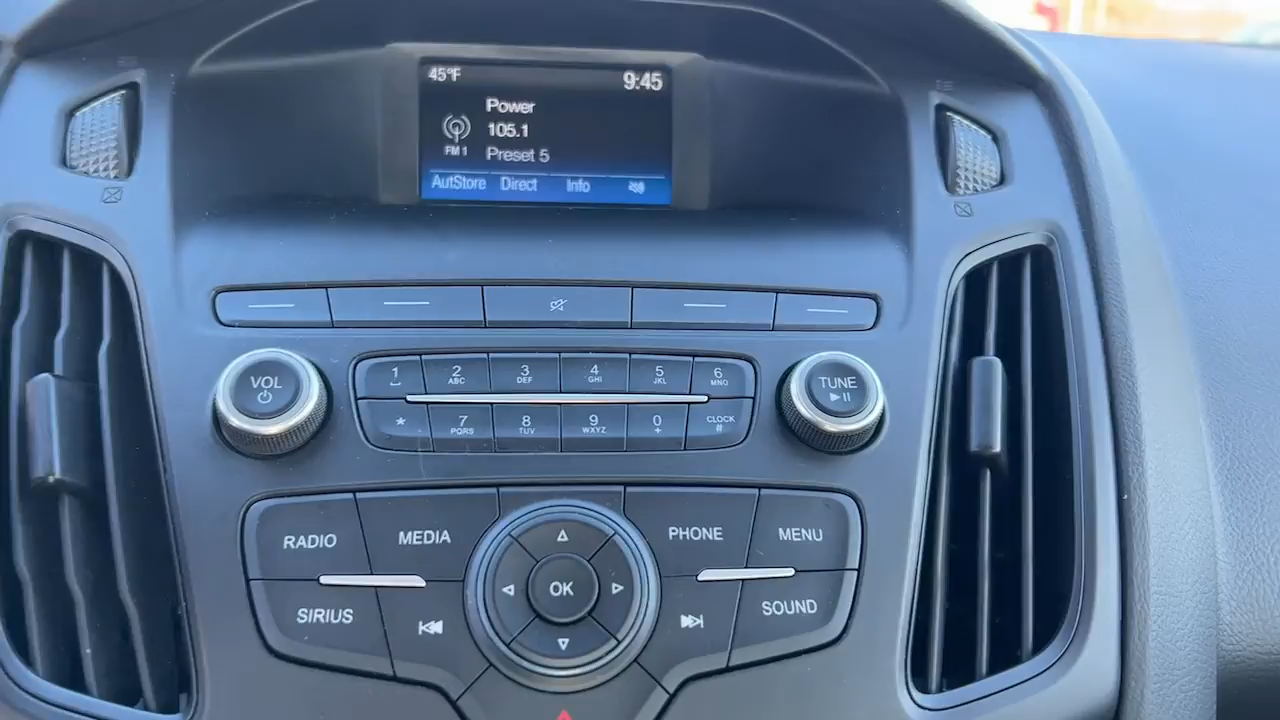 45°F 9:45
Power
105.1
FM 1
Preset 5
AutStore Direct Info
VOL
1 2 ABC 3 DEF 4 GHI 5 JKL 6 MNO
TUNE
* 7 PQRS 8 TUV 9 WXYZ 0 + CLOCK #
RADIO MEDIA PHONE MENU
OK
SIRIUS SOUND